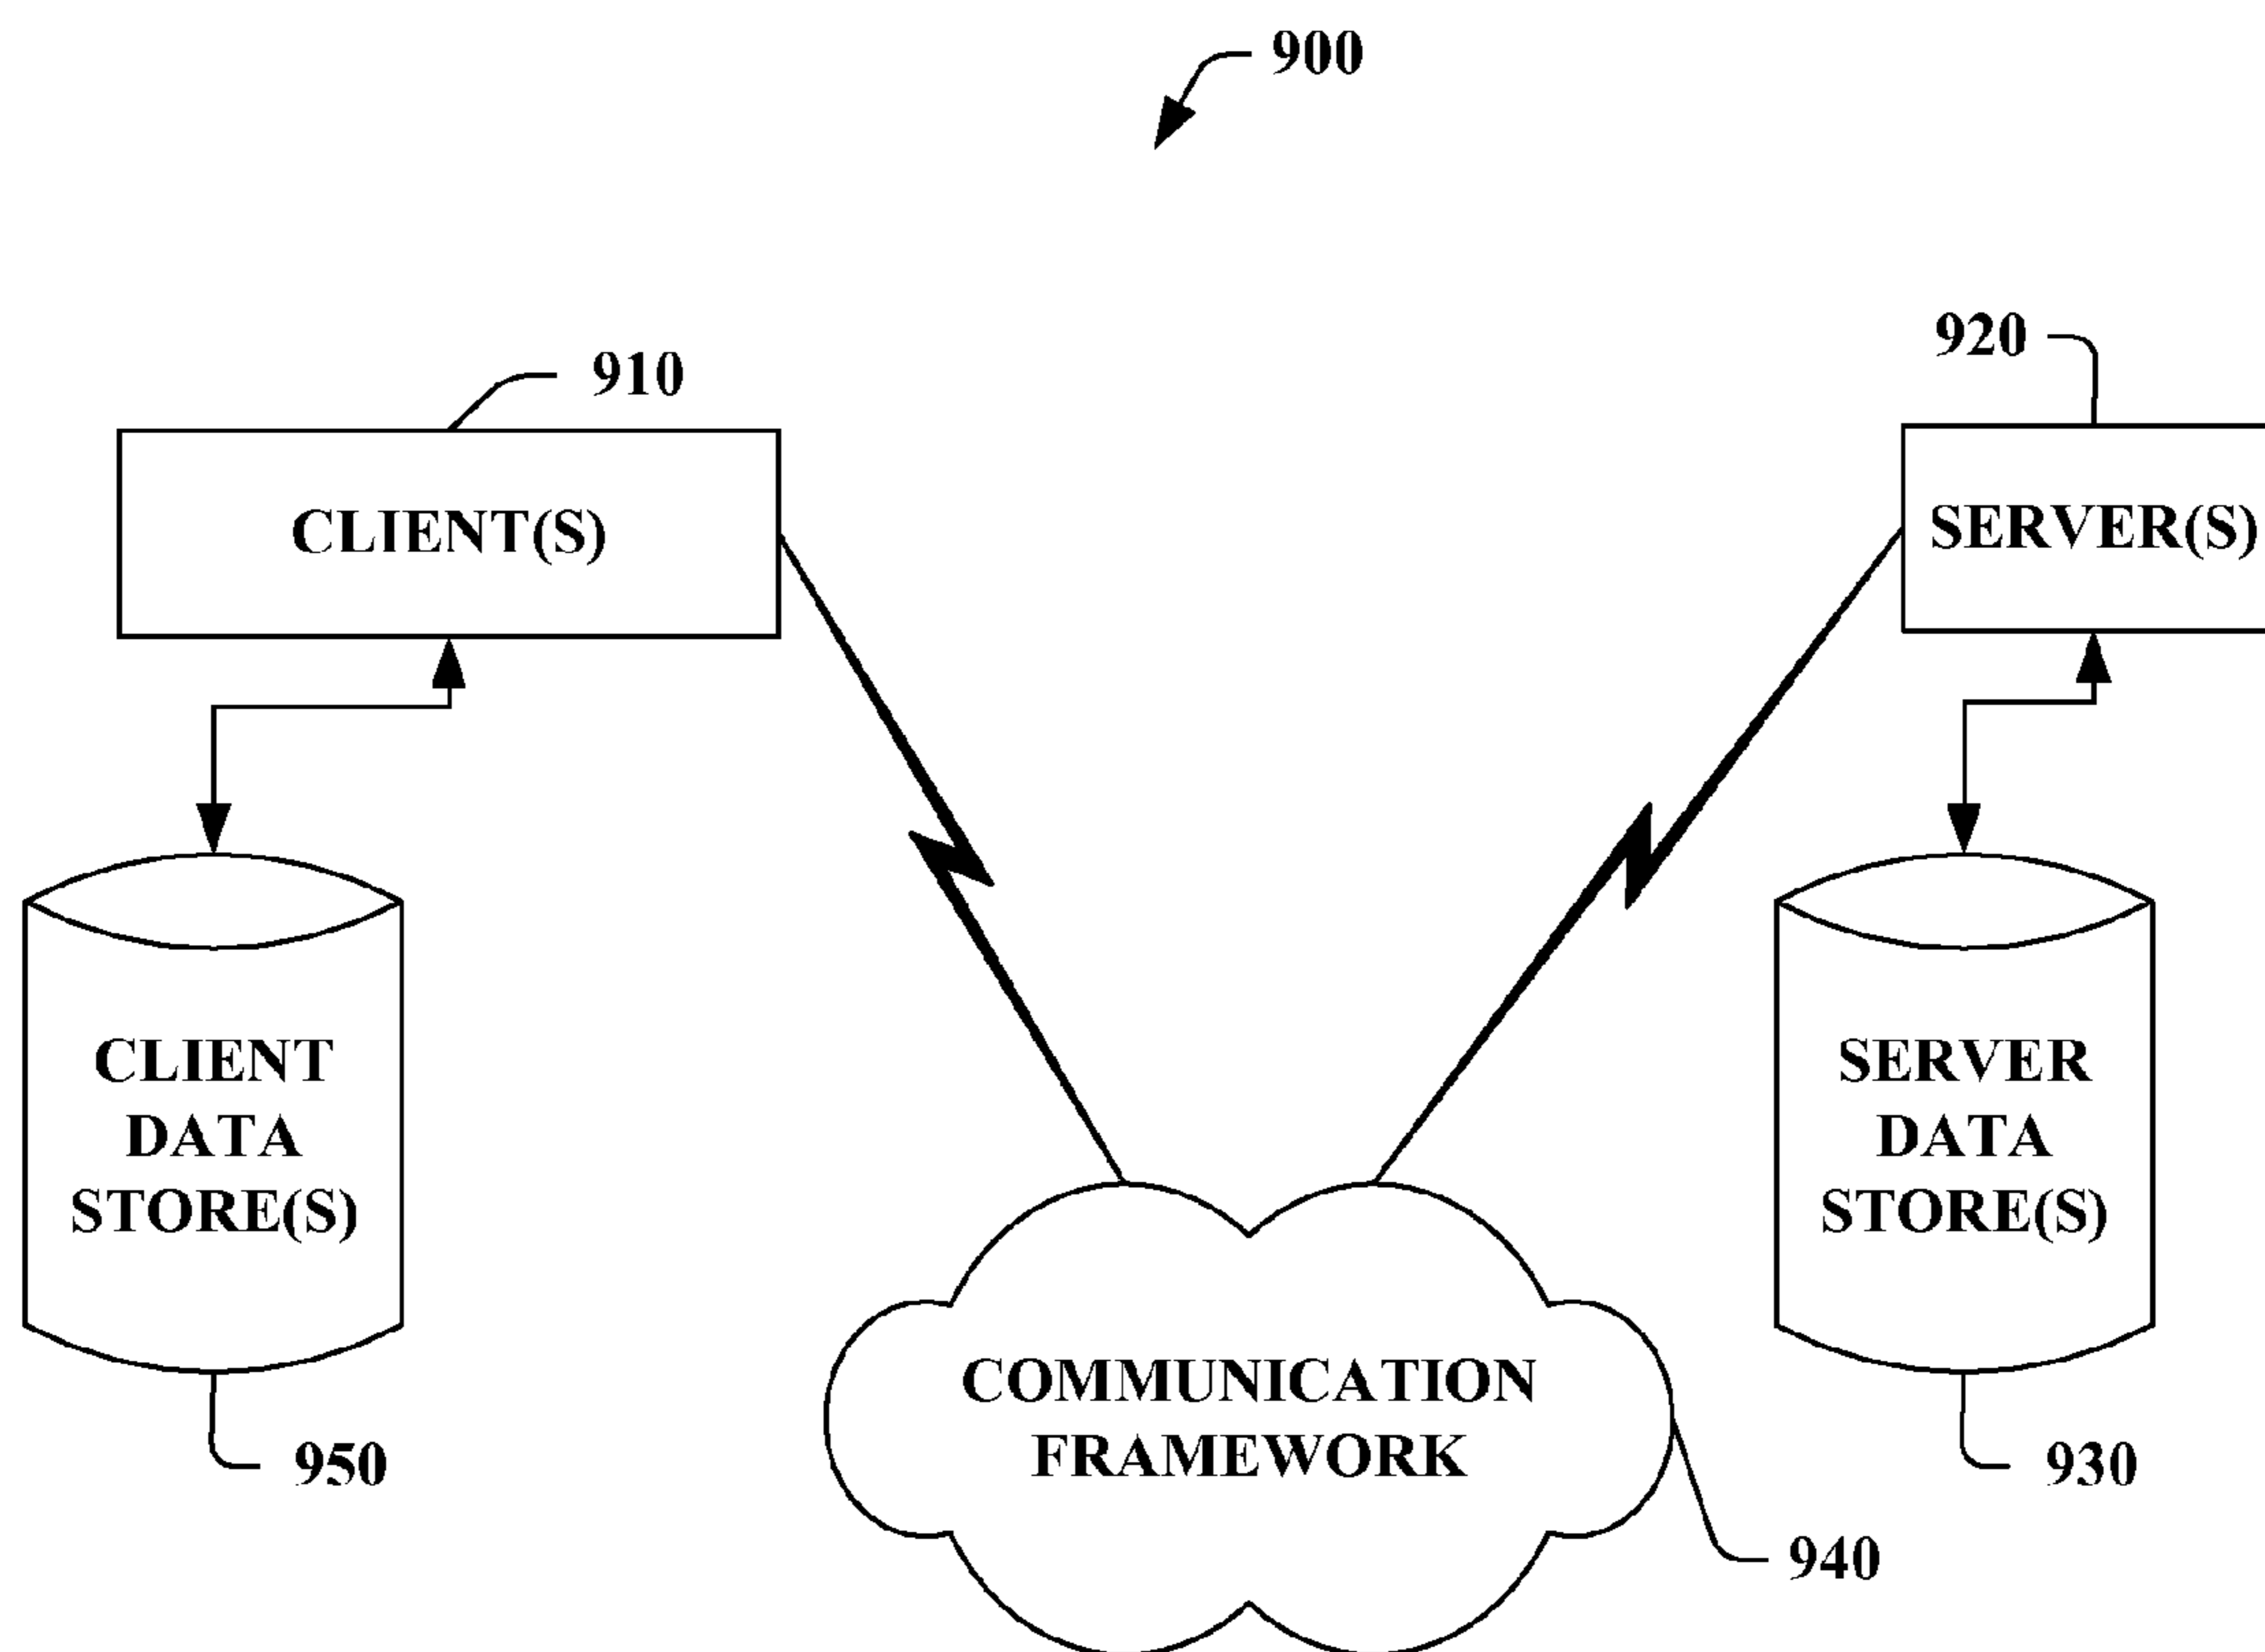 900
910
920
CLIENT(S)
SERVER(S)
CLIENT
DATA
STORE(S)
SERVER
DATA
STORE(S)
COMMUNICATION
FRAMEWORK
950
930
940